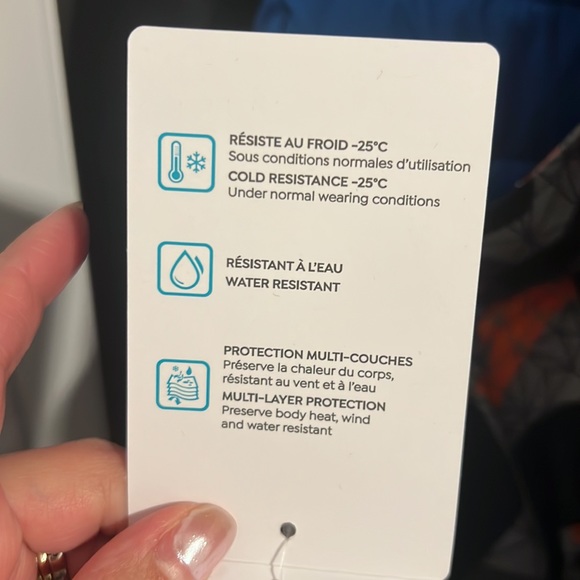 RÉSISTE AU FROID -25°C
Sous conditions normales d'utilisation
COLD RESISTANCE -25°C
Under normal wearing conditions
RÉSISTANT À L'EAU
WATER RESISTANT
PROTECTION MULTI-COUCHES
Préserve la chaleur du corps,
résistant au vent et à l'eau
MULTI-LAYER PROTECTION
Preserve body heat, wind
and water resistant